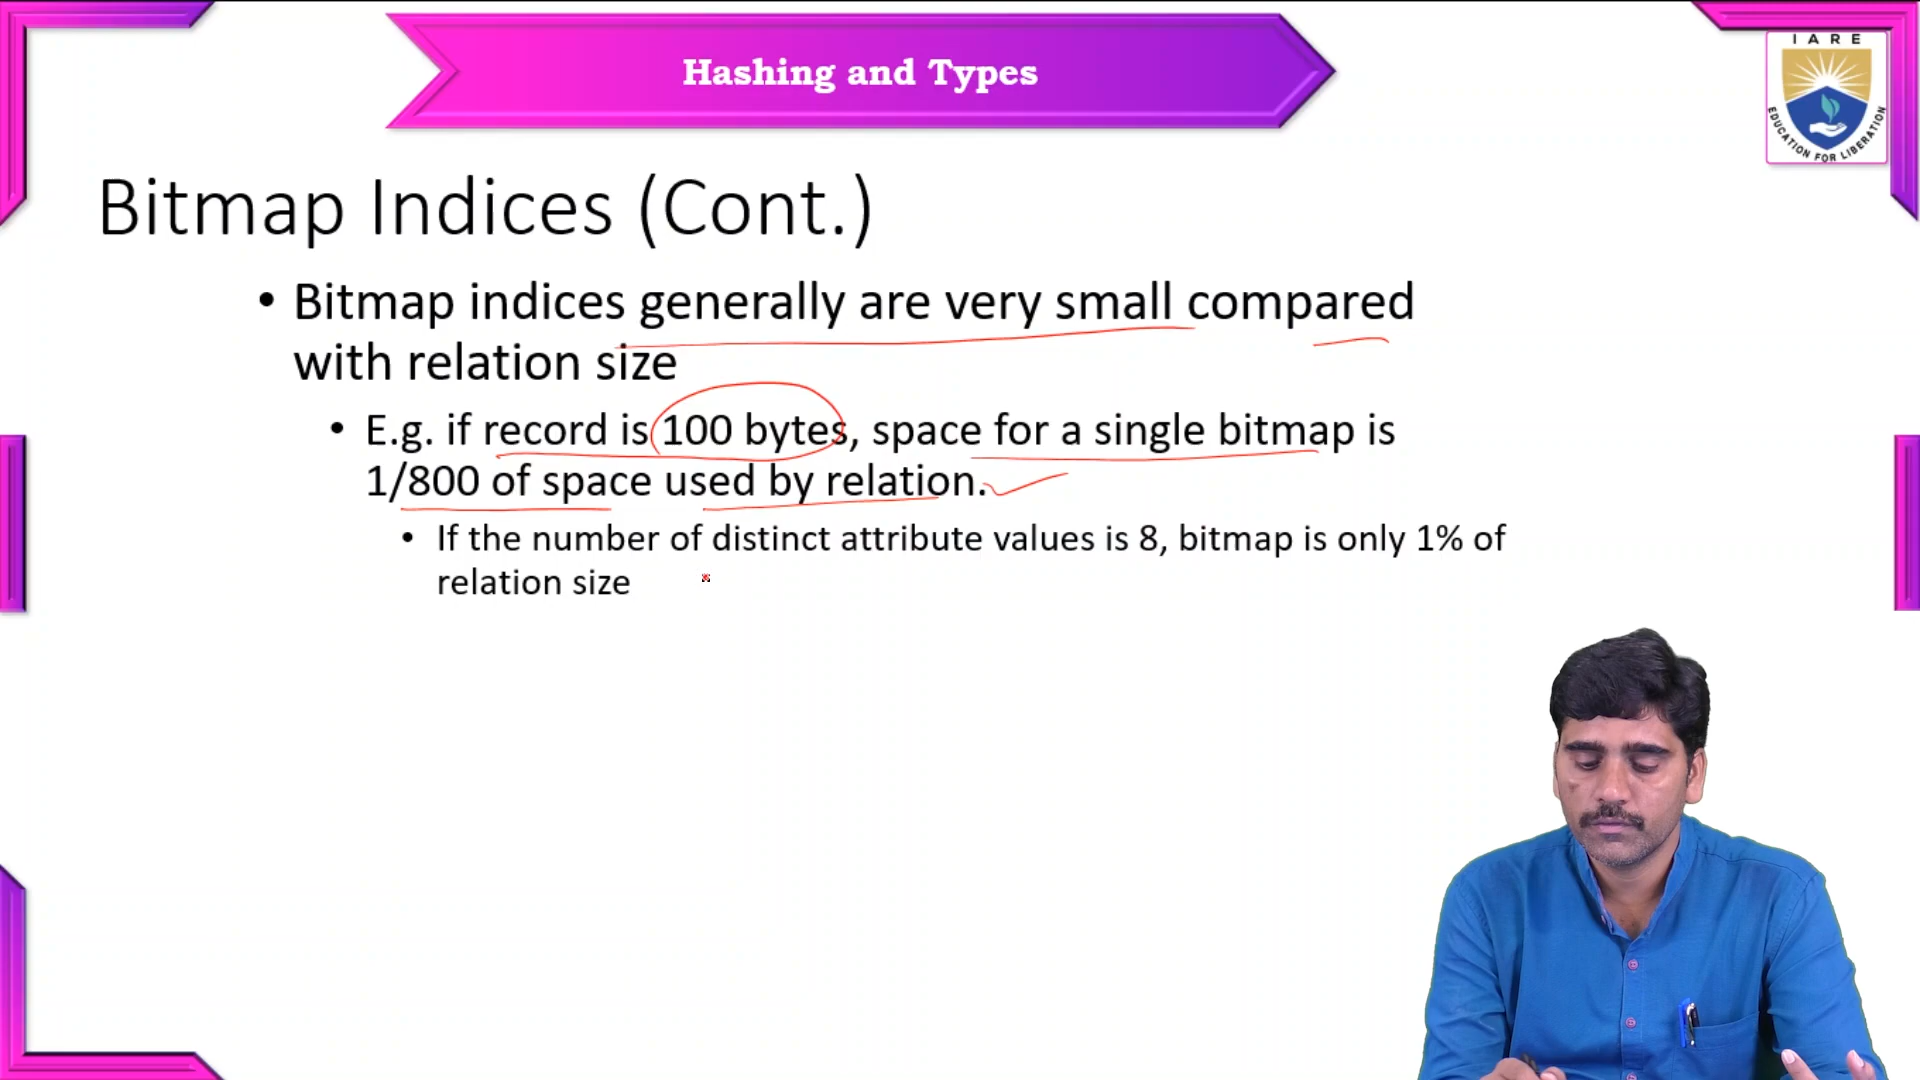 Hashing and Types
IARE
EDUCATION FOR LIBERATION
Bitmap Indices (Cont.)
• Bitmap indices generally are very small compared
with relation size
• E.g. if record is 100 bytes, space for a single bitmap is
1/800 of space used by relation.
• If the number of distinct attribute values is 8, bitmap is only 1% of
relation size